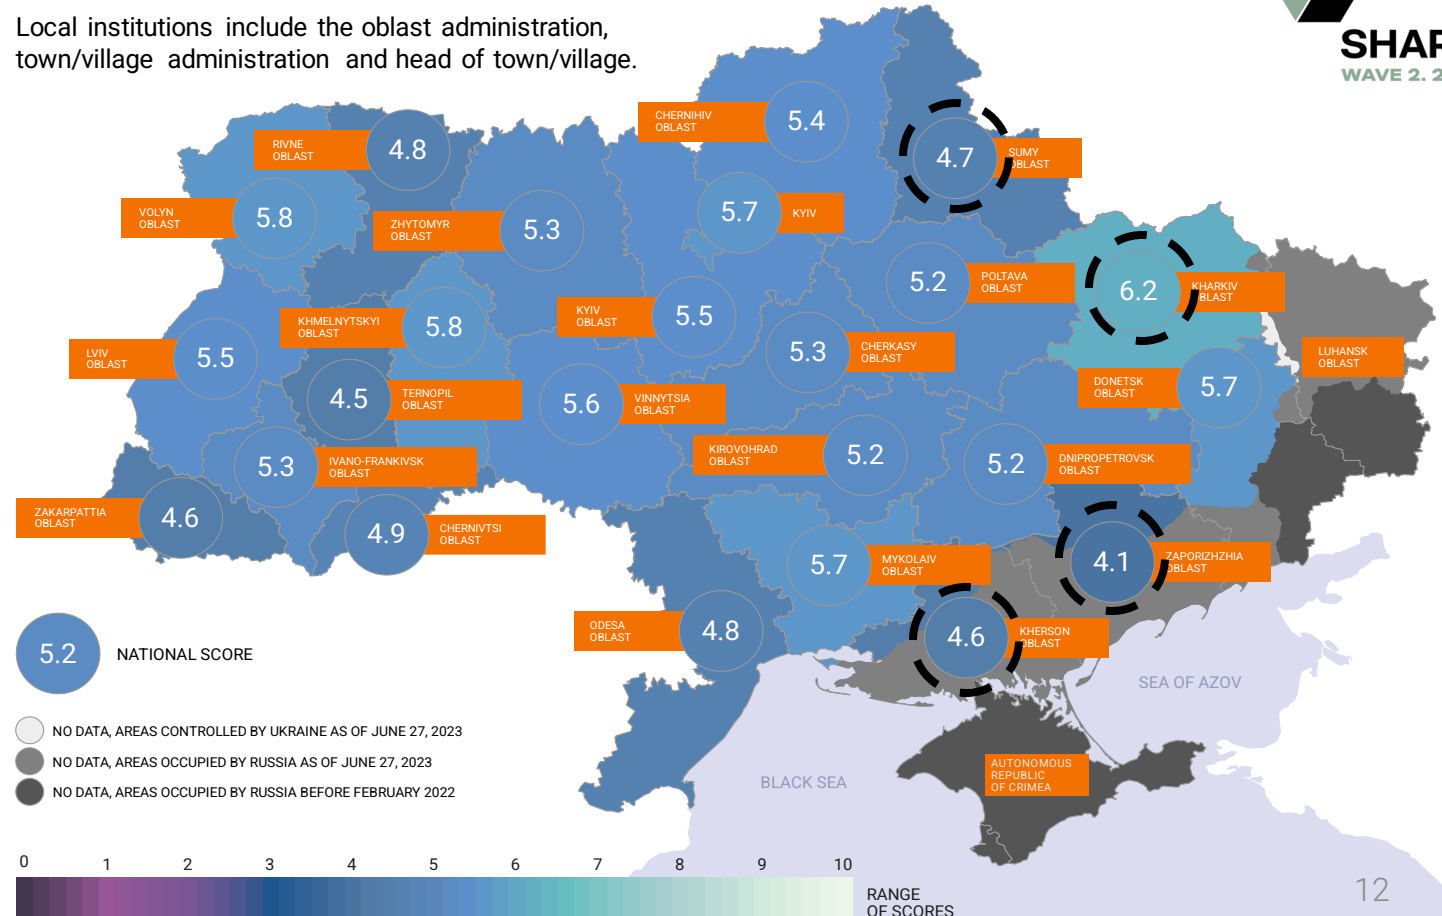 Local institutions include the oblast administration,
town/village administration and head of town/village.
SHAR
WAVE 2. 2
CHERNIHIV
OBLAST
5.4
RIVNE
OBLAST
4.8
4.7
SUMY
OBLAST
VOLYN
OBLAST
5.8
ZHYTOMYR
OBLAST
5.3
5.7
KYIV
5.2
POLTAVA
OBLAST
6.2
KHARKIV
OBLAST
KHMELNYTSKYI
OBLAST
5.8
KYIV
OBLAST
5.5
LVIV
OBLAST
5.5
5.3
CHERKASY
OBLAST
LUHANSK
OBLAST
4.5
TERNOPIL
OBLAST
5.6
VINNYTSIA
OBLAST
DONETSK
OBLAST
5.7
5.3
IVANO-FRANKIVSK
OBLAST
KIROVOHRAD
OBLAST
5.2
5.2
DNIPROPETROVSK
OBLAST
ZAKARPATTIA
OBLAST
4.6
4.9
CHERNIVTSI
OBLAST
5.7
MYKOLAIV
OBLAST
4.1
ZAPORIZHZHIA
OBLAST
ODESA
OBLAST
4.8
4.6
KHERSON
OBLAST
5.2
NATIONAL SCORE
SEA OF AZOV
NO DATA, AREAS CONTROLLED BY UKRAINE AS OF JUNE 27, 2023
NO DATA, AREAS OCCUPIED BY RUSSIA AS OF JUNE 27, 2023
NO DATA, AREAS OCCUPIED BY RUSSIA BEFORE FEBRUARY 2022
BLACK SEA
AUTONOMOUS
REPUBLIC
OF CRIMEA
0 1 2 3 4 5 6 7 8 9 10
RANGE
OF SCORES
12